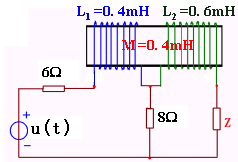 L₁=0.4mH L₂=0.6mH
M=0.4mH
6Ω
8Ω
Z
+
u(t)
−